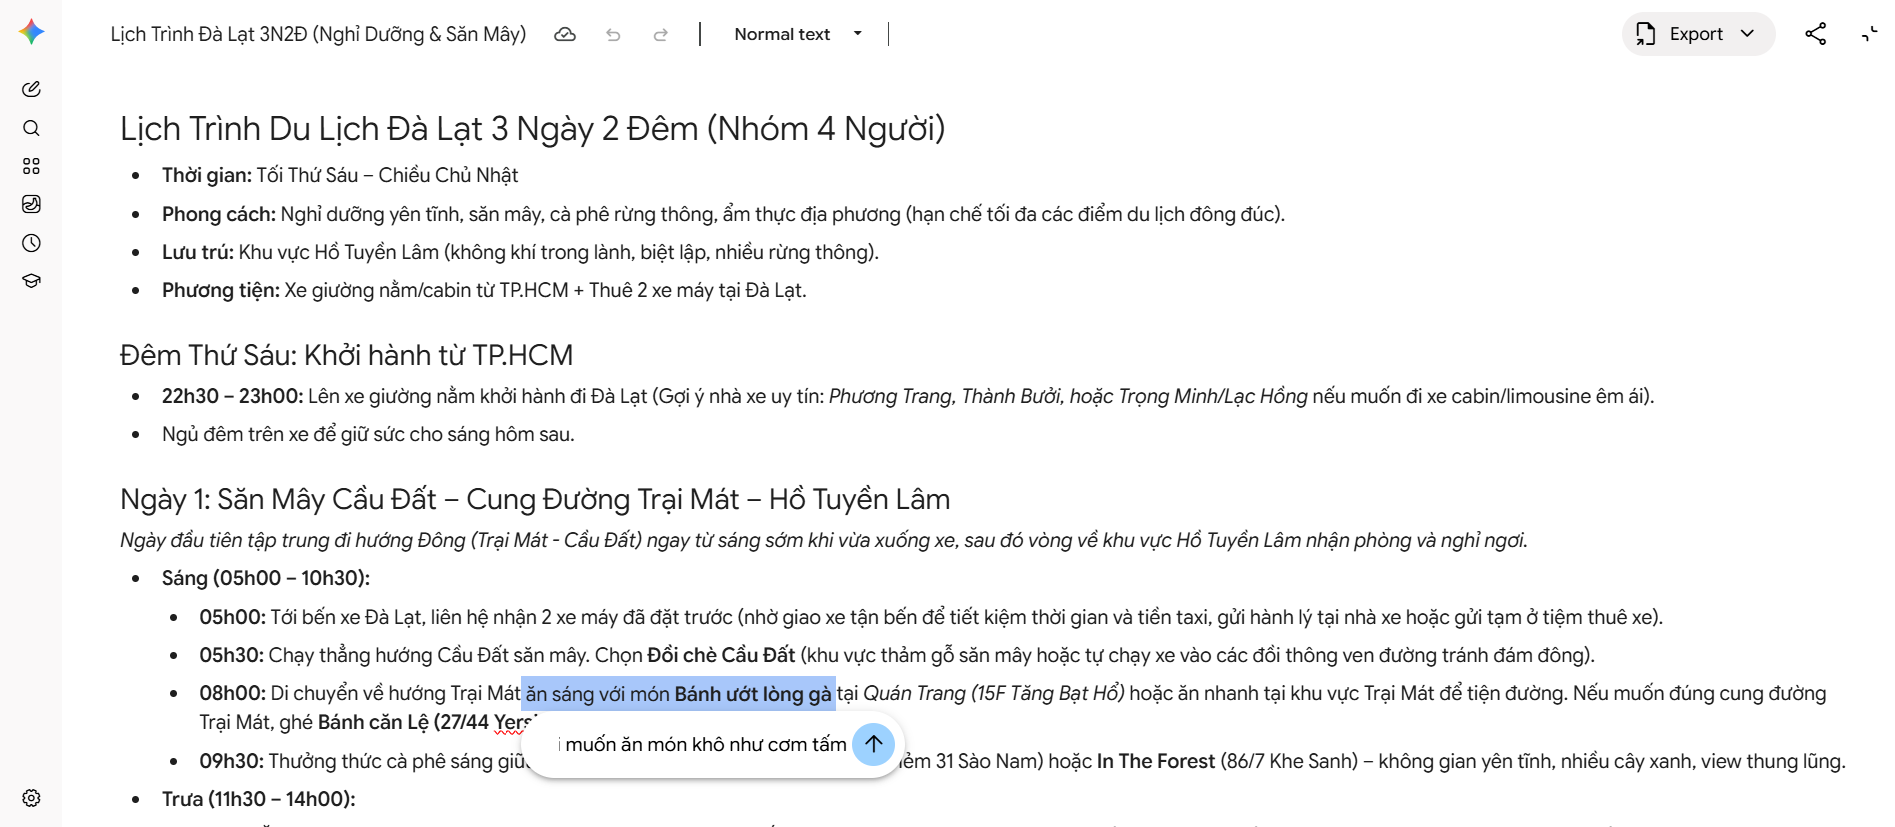 Lịch Trình Đà Lạt 3N2Đ (Nghỉ Dưỡng & Săn Mây)
Normal text
Export
Lịch Trình Du Lịch Đà Lạt 3 Ngày 2 Đêm (Nhóm 4 Người)
Thời gian: Tối Thứ Sáu – Chiều Chủ Nhật
Phong cách: Nghỉ dưỡng yên tĩnh, săn mây, cà phê rừng thông, ẩm thực địa phương (hạn chế tối đa các điểm du lịch đông đúc).
Lưu trú: Khu vực Hồ Tuyền Lâm (không khí trong lành, biệt lập, nhiều rừng thông).
Phương tiện: Xe giường nằm/cabin từ TP.HCM + Thuê 2 xe máy tại Đà Lạt.
Đêm Thứ Sáu: Khởi hành từ TP.HCM
22h30 – 23h00: Lên xe giường nằm khởi hành đi Đà Lạt (Gợi ý nhà xe uy tín: Phương Trang, Thành Bưởi, hoặc Trọng Minh/Lạc Hồng nếu muốn đi xe cabin/limousine êm ái).
Ngủ đêm trên xe để giữ sức cho sáng hôm sau.
Ngày 1: Săn Mây Cầu Đất – Cung Đường Trại Mát – Hồ Tuyền Lâm
Ngày đầu tiên tập trung đi hướng Đông (Trại Mát - Cầu Đất) ngay từ sáng sớm khi vừa xuống xe, sau đó vòng về khu vực Hồ Tuyền Lâm nhận phòng và nghỉ ngơi.
Sáng (05h00 – 10h30):
05h00: Tới bến xe Đà Lạt, liên hệ nhận 2 xe máy đã đặt trước (nhờ giao xe tận bến để tiết kiệm thời gian và tiền taxi, gửi hành lý tại nhà xe hoặc gửi tạm ở tiệm thuê xe).
05h30: Chạy thẳng hướng Cầu Đất săn mây. Chọn Đồi chè Cầu Đất (khu vực thảm gỗ săn mây hoặc tự chạy xe vào các đồi thông ven đường tránh đám đông).
08h00: Di chuyển về hướng Trại Mát ăn sáng với món Bánh ướt lòng gà tại Quán Trang (15F Tăng Bạt Hổ) hoặc ăn nhanh tại khu vực Trại Mát để tiện đường. Nếu muốn đúng cung đường
Trại Mát, ghé Bánh căn Lệ (27/44 Yersi
muốn ăn món khô như cơm tấm
09h30: Thưởng thức cà phê sáng 31 Sào Nam) hoặc In The Forest (86/7 Khe Sanh) – không gian yên tĩnh, nhiều cây xanh, view thung lũng.
Trưa (11h30 – 14h00):